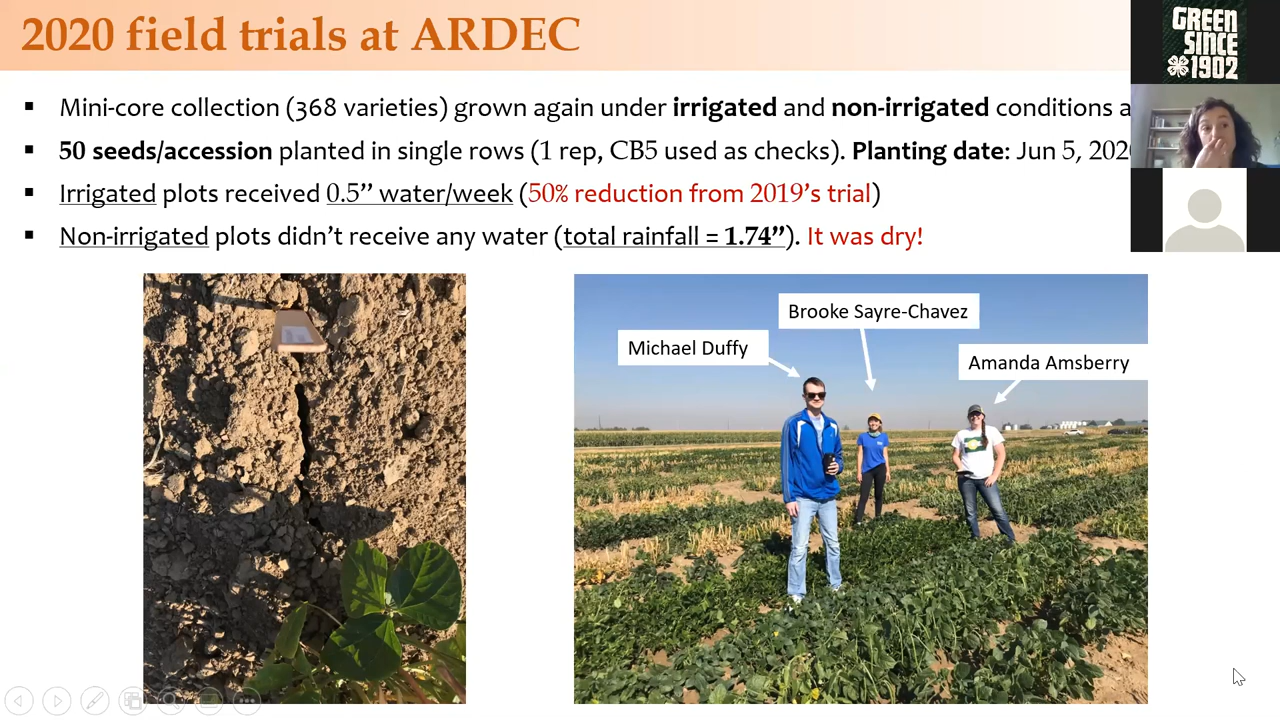 2020 field trials at ARDEC
Mini-core collection (368 varieties) grown again under irrigated and non-irrigated conditions a
50 seeds/accession planted in single rows (1 rep, CB5 used as checks). Planting date: Jun 5, 202
Irrigated plots received 0.5” water/week (50% reduction from 2019’s trial)
Non-irrigated plots didn’t receive any water (total rainfall = 1.74”). It was dry!
Brooke Sayre-Chavez
Michael Duffy
Amanda Amsberry
GREEN
SINCE
1902